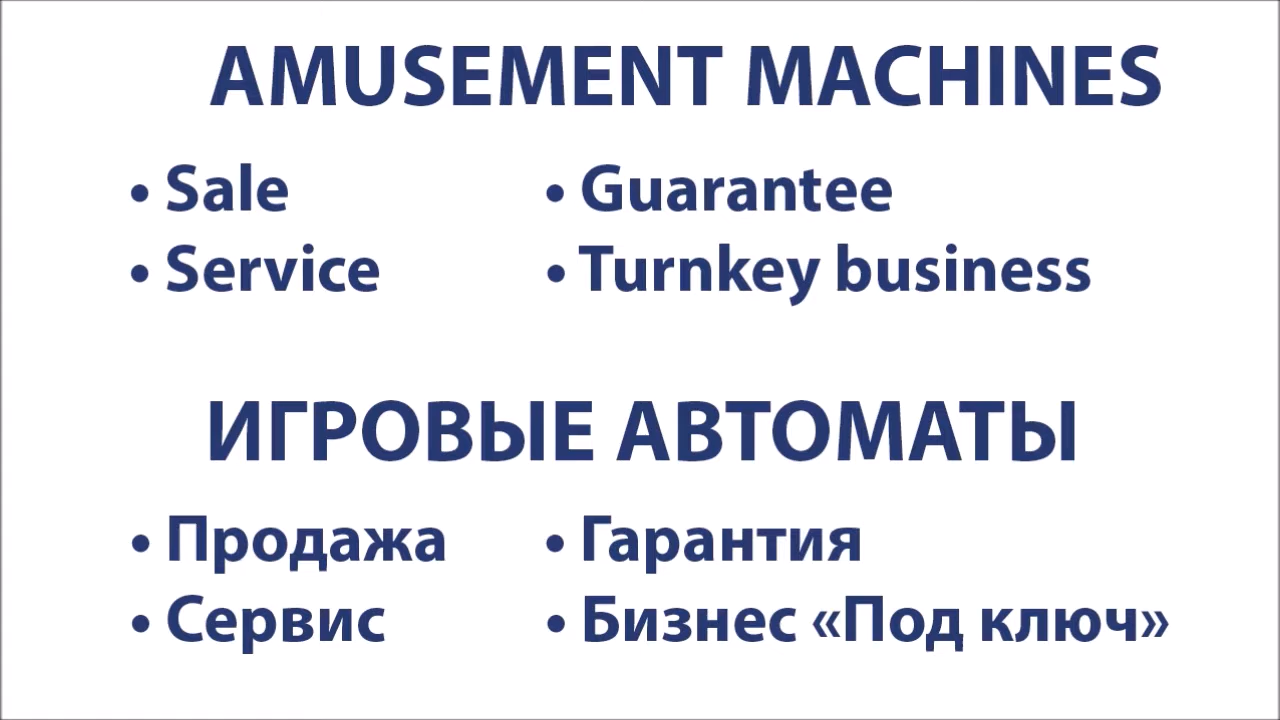 AMUSEMENT MACHINES
• Sale
• Service
• Guarantee
• Turnkey business
ИГРОВЫЕ АВТОМАТЫ
• Продажа
• Сервис
• Гарантия
• Бизнес «Под ключ»